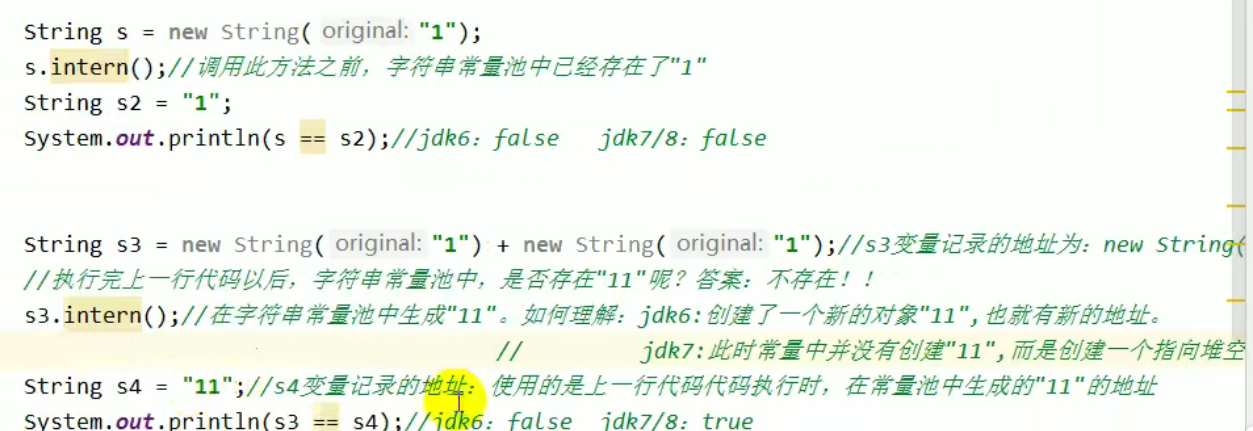 String s = new String( original: "1");
s.intern();//调用此方法之前，字符串常量池中已经存在了"1"
String s2 = "1";
System.out.println(s == s2);//jdk6：false   jdk7/8：false
String s3 = new String( original: "1") + new String( original: "1");//s3变量记录的地址为：new String(
//执行完上一行代码以后，字符串常量池中，是否存在"11"呢？答案：不存在！！
s3.intern();//在字符串常量池中生成"11"。如何理解：jdk6:创建了一个新的对象"11",也就有新的地址。
//         jdk7:此时常量中并没有创建"11",而是创建一个指向堆空
String s4 = "11";//s4变量记录的地址：使用的是上一行代码代码执行时，在常量池中生成的"11"的地址
System.out.println(s3 == s4);//jdk6：false  jdk7/8：true